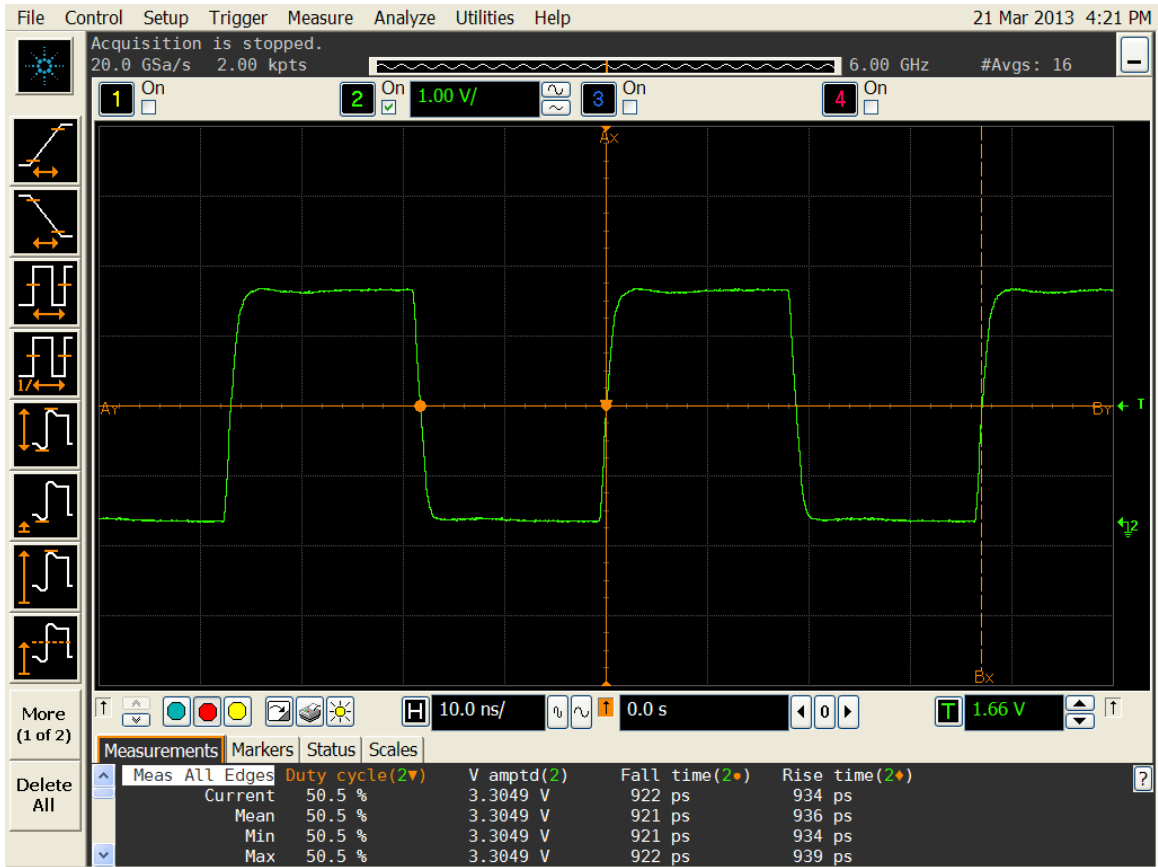 File Control Setup Trigger Measure Analyze Utilities Help 21 Mar 2013 4:21 PM
Acquisition is stopped.
20.0 GSa/s 2.00 kpts 6.00 GHz #Avgs: 16
1 On 2 On 1.00 V/ 3 On 4 On
Ax
1/
AY BY T
2
Bx
More
(1 of 2)
Delete
All
H 10.0 ns/ 0.0 s 0 T 1.66 V
Measurements Markers Status Scales
Meas All Edges Duty cycle(2▼) V amptd(2) Fall time(2●) Rise time(2♦) ?
Current 50.5 % 3.3049 V 922 ps 934 ps
Mean 50.5 % 3.3049 V 921 ps 936 ps
Min 50.5 % 3.3049 V 921 ps 934 ps
Max 50.5 % 3.3049 V 922 ps 939 ps